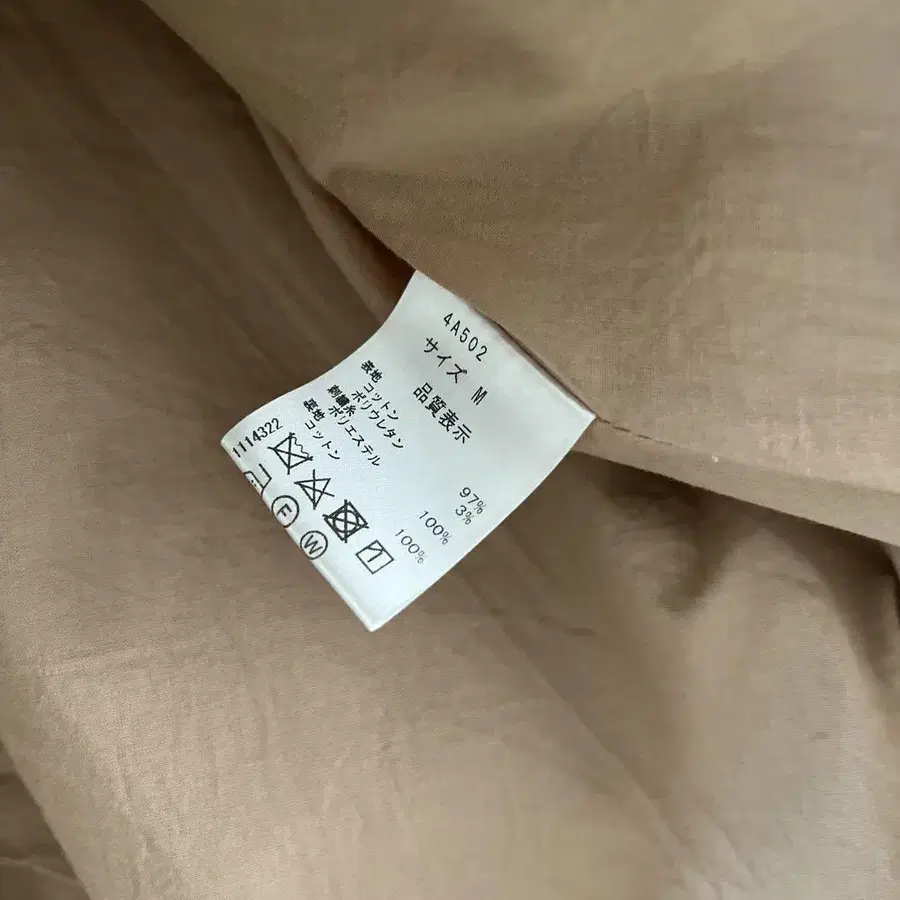 4A502
サイズ M
品質表示
表地
コットン 97%
ポリウレタン 3%
刺繍糸
ポリエステル 100%
裏地
コットン 100%
1114322
F
W